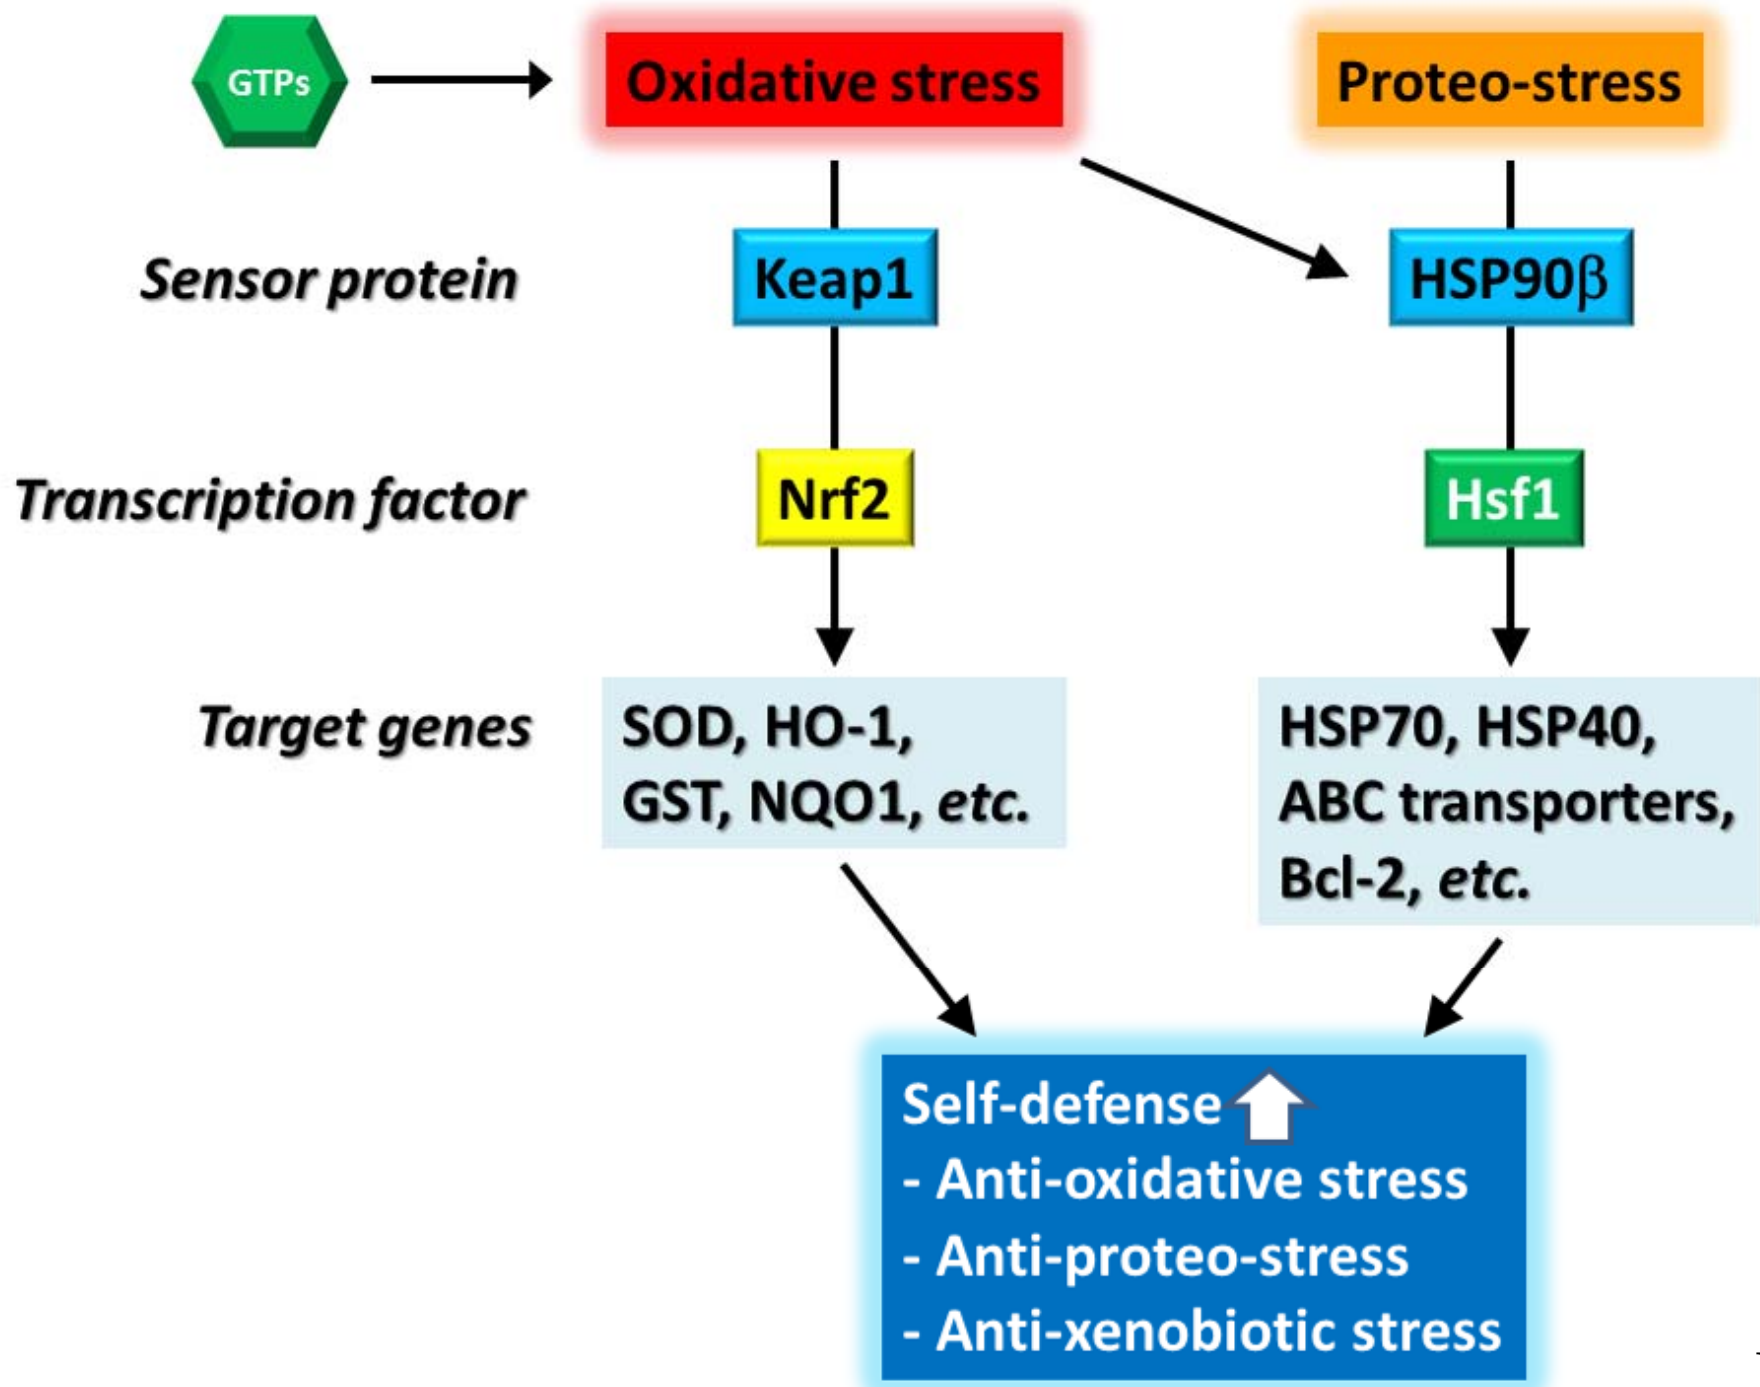 GTPs
Oxidative stress
Proteo-stress
Sensor protein
Keap1
HSP90β
Transcription factor
Nrf2
Hsf1
Target genes
SOD, HO-1,
GST, NQO1, etc.
HSP70, HSP40,
ABC transporters,
Bcl-2, etc.
Self-defense
- Anti-oxidative stress
- Anti-proteo-stress
- Anti-xenobiotic stress